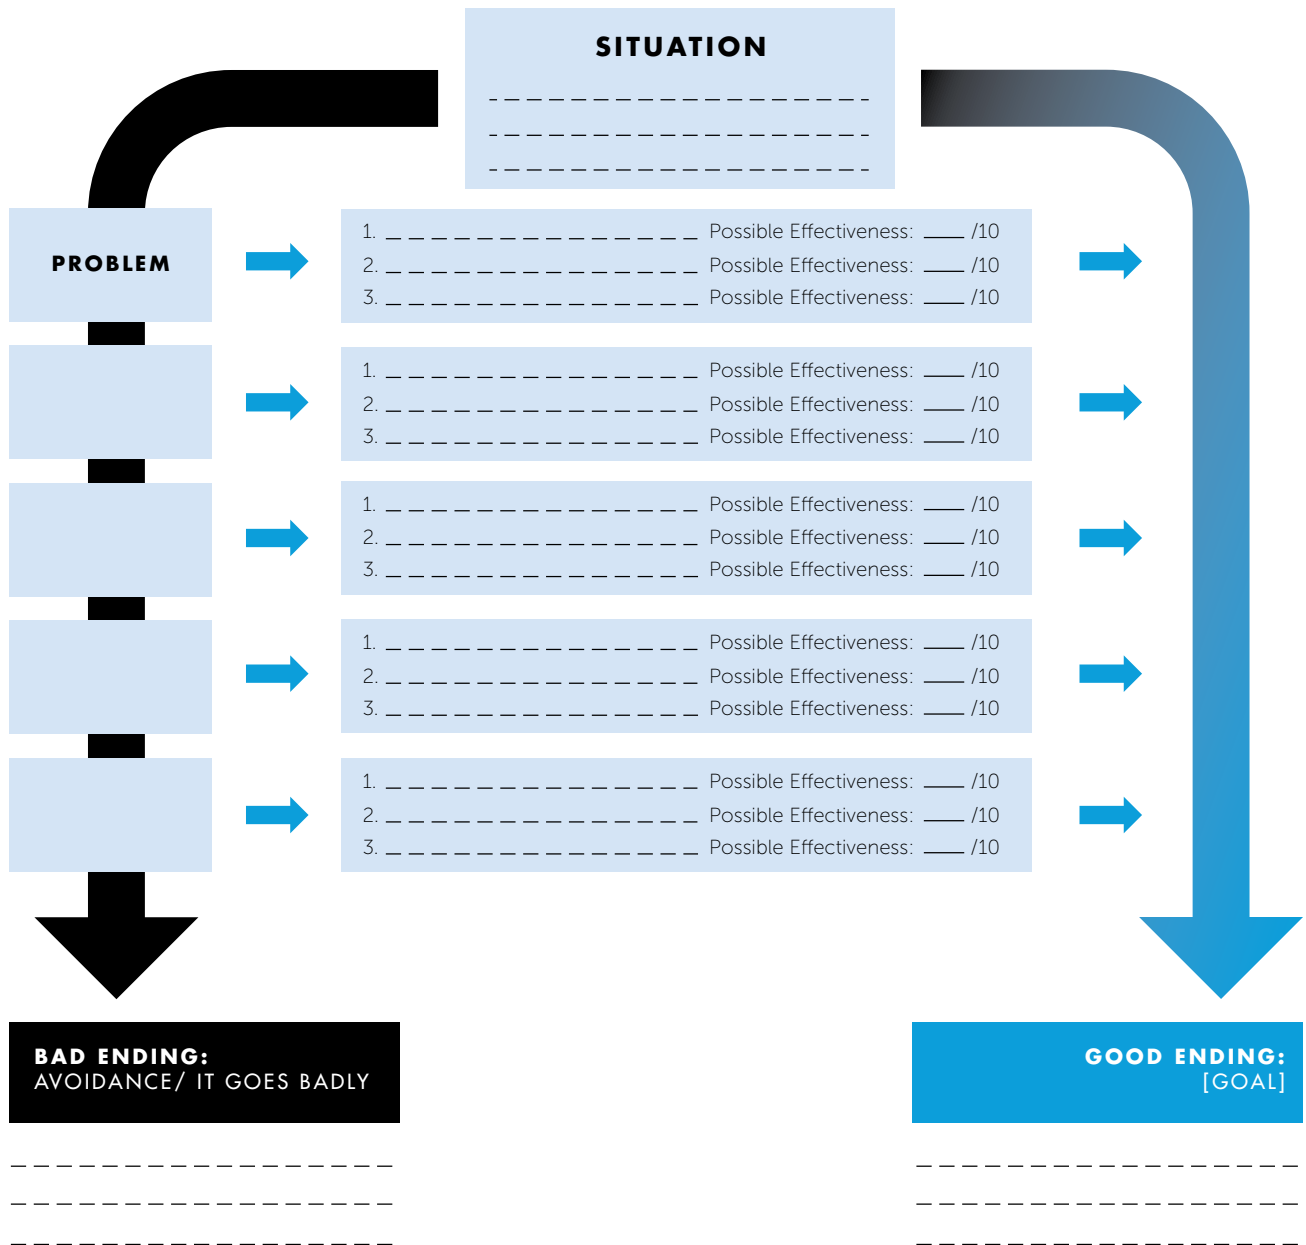 SITUATION
PROBLEM
1. Possible Effectiveness: /10
2. Possible Effectiveness: /10
3. Possible Effectiveness: /10
1. Possible Effectiveness: /10
2. Possible Effectiveness: /10
3. Possible Effectiveness: /10
1. Possible Effectiveness: /10
2. Possible Effectiveness: /10
3. Possible Effectiveness: /10
1. Possible Effectiveness: /10
2. Possible Effectiveness: /10
3. Possible Effectiveness: /10
1. Possible Effectiveness: /10
2. Possible Effectiveness: /10
3. Possible Effectiveness: /10
BAD ENDING:
AVOIDANCE/ IT GOES BADLY
GOOD ENDING:
[GOAL]